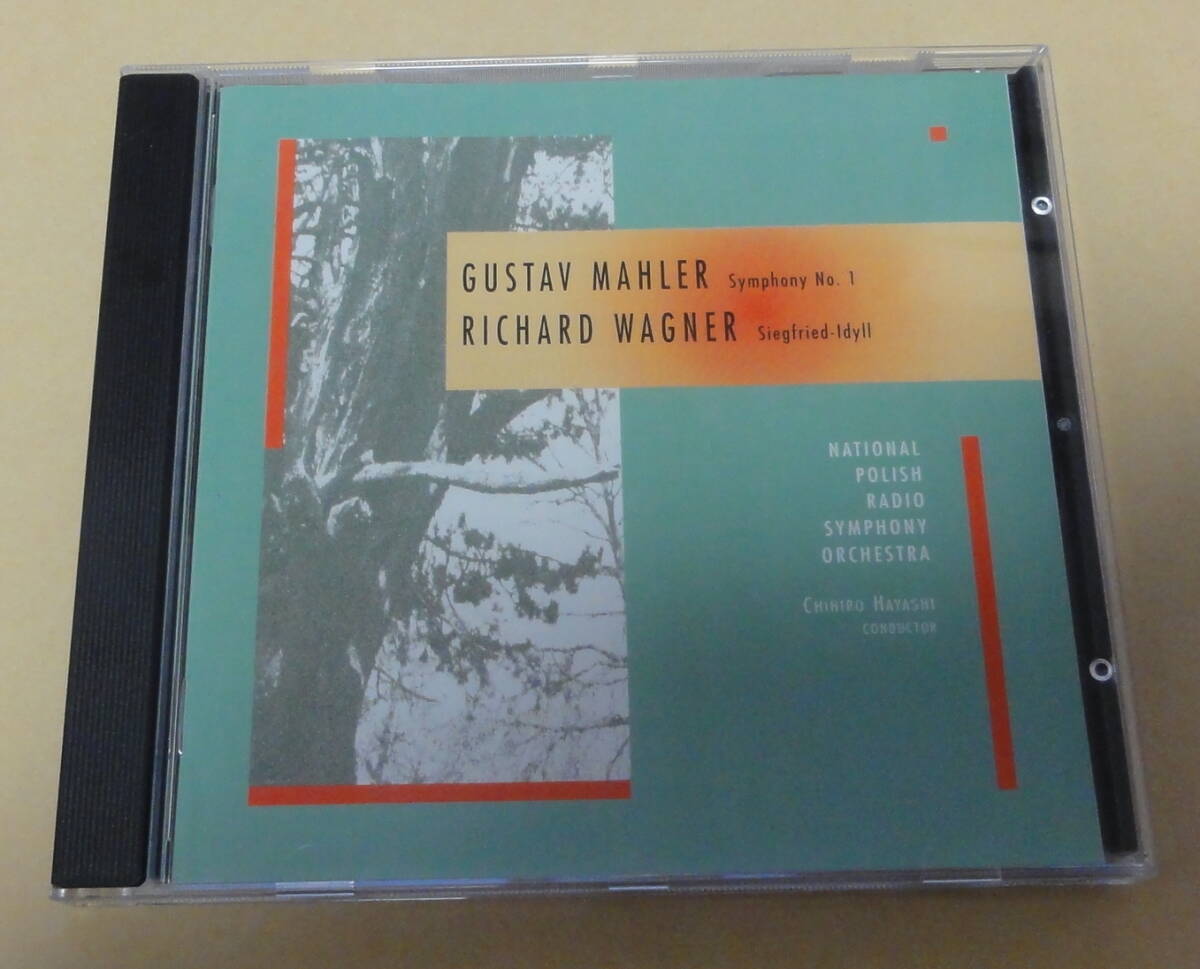 GUSTAV MAHLER Symphony No. 1
RICHARD WAGNER Siegfried-Idyll
NATIONAL
POLISH
RADIO
SYMPHONY
ORCHESTRA
CHIHIRO HAYASHI
CONDUCTOR